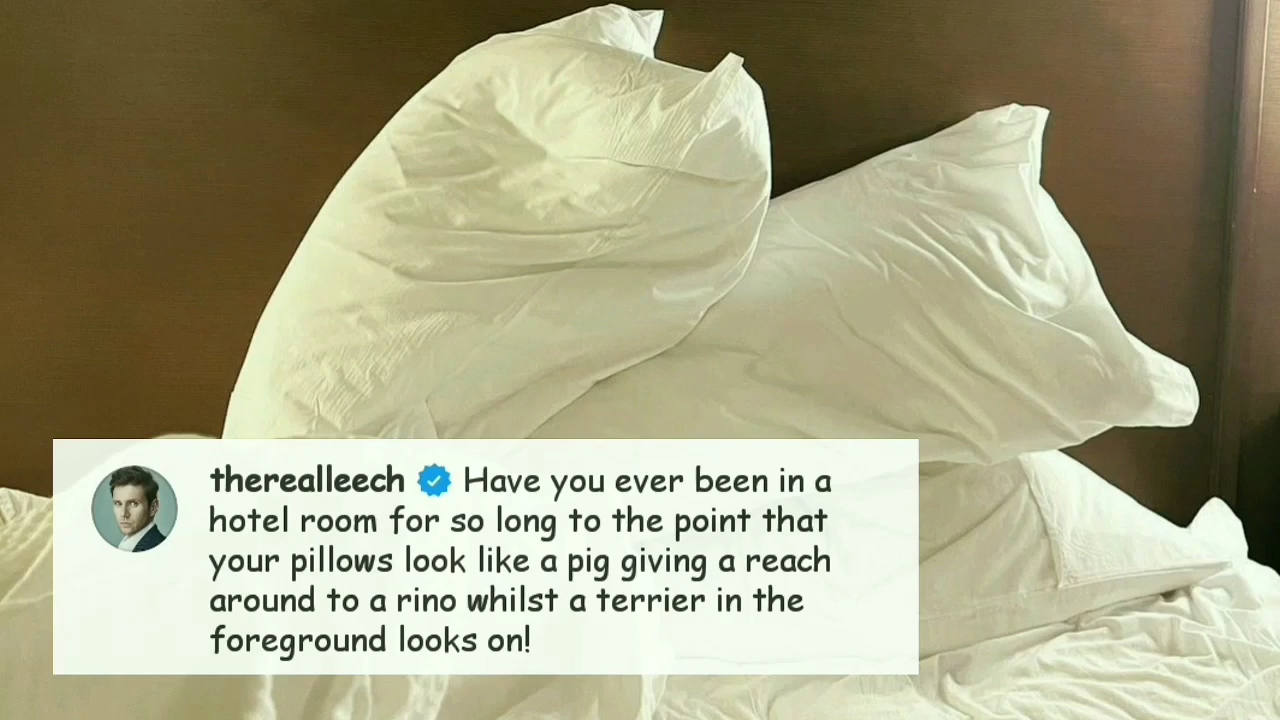 therealleech Have you ever been in a
hotel room for so long to the point that
your pillows look like a pig giving a reach
around to a rino whilst a terrier in the
foreground looks on!